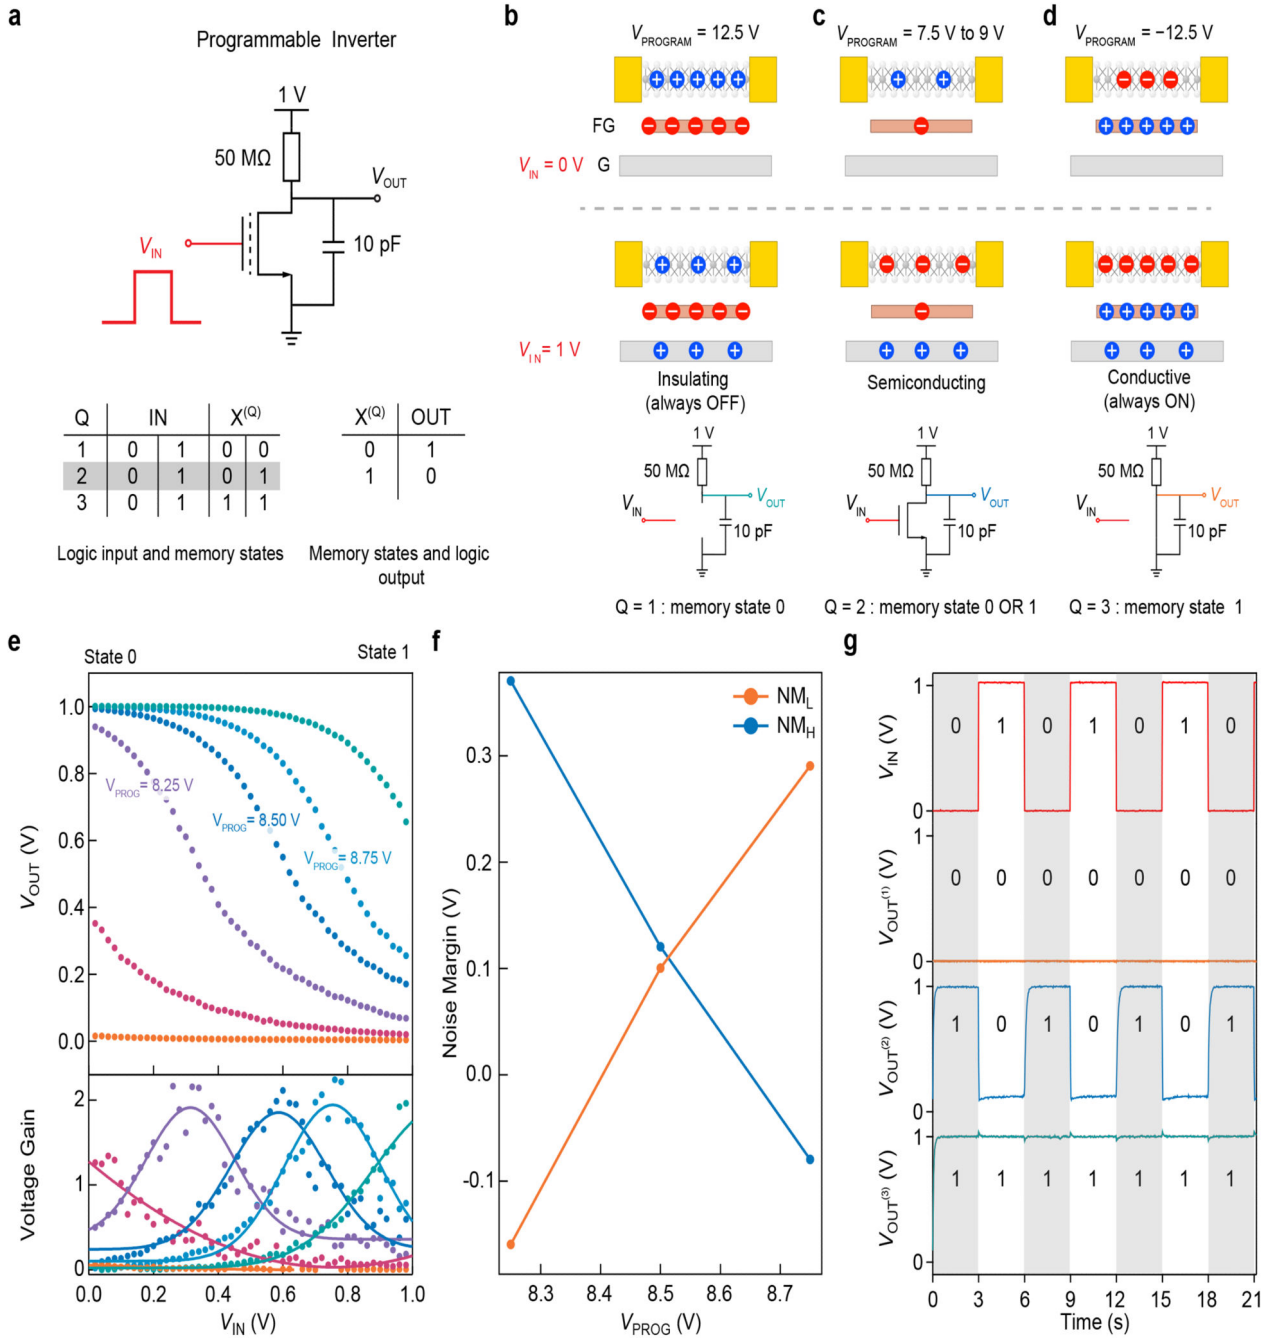 a
Programmable Inverter
1 V
50 MΩ
VOUT
VIN
10 pF
Q IN X(Q)
1 0 1 0 0
2 0 1 0 1
3 0 1 1 1
Logic input and memory states
X(Q) OUT
0 1
1 0
Memory states and logic
output
b
VPROGRAM = 12.5 V
FG
VIN = 0 V
G
VIN = 1 V
Insulating
(always OFF)
1 V
50 MΩ
VOUT
VIN
10 pF
Q = 1 : memory state 0
c
VPROGRAM = 7.5 V to 9 V
Semiconducting
1 V
50 MΩ
VOUT
VIN
10 pF
Q = 2 : memory state 0 OR 1
d
VPROGRAM = −12.5 V
Conductive
(always ON)
1 V
50 MΩ
VOUT
VIN
10 pF
Q = 3 : memory state 1
e
State 0
State 1
1.0
0.8
0.6
0.4
0.2
0.0
VOUT (V)
VPROG= 8.25 V
VPROG= 8.50 V
VPROG= 8.75 V
2
1
0
Voltage Gain
0.0 0.2 0.4 0.6 0.8 1.0
VIN (V)
f
NML
NMH
0.3
0.2
0.1
0.0
-0.1
Noise Margin (V)
8.3 8.4 8.5 8.6 8.7
VPROG (V)
g
1
0
VIN (V)
0 1 0 1 0 1 0
1
0
VOUT(1) (V)
0 0 0 0 0 0 0
1
0
VOUT(2) (V)
1 0 1 0 1 0 1
1
0
VOUT(3) (V)
1 1 1 1 1 1 1
0 3 6 9 12 15 18 21
Time (s)